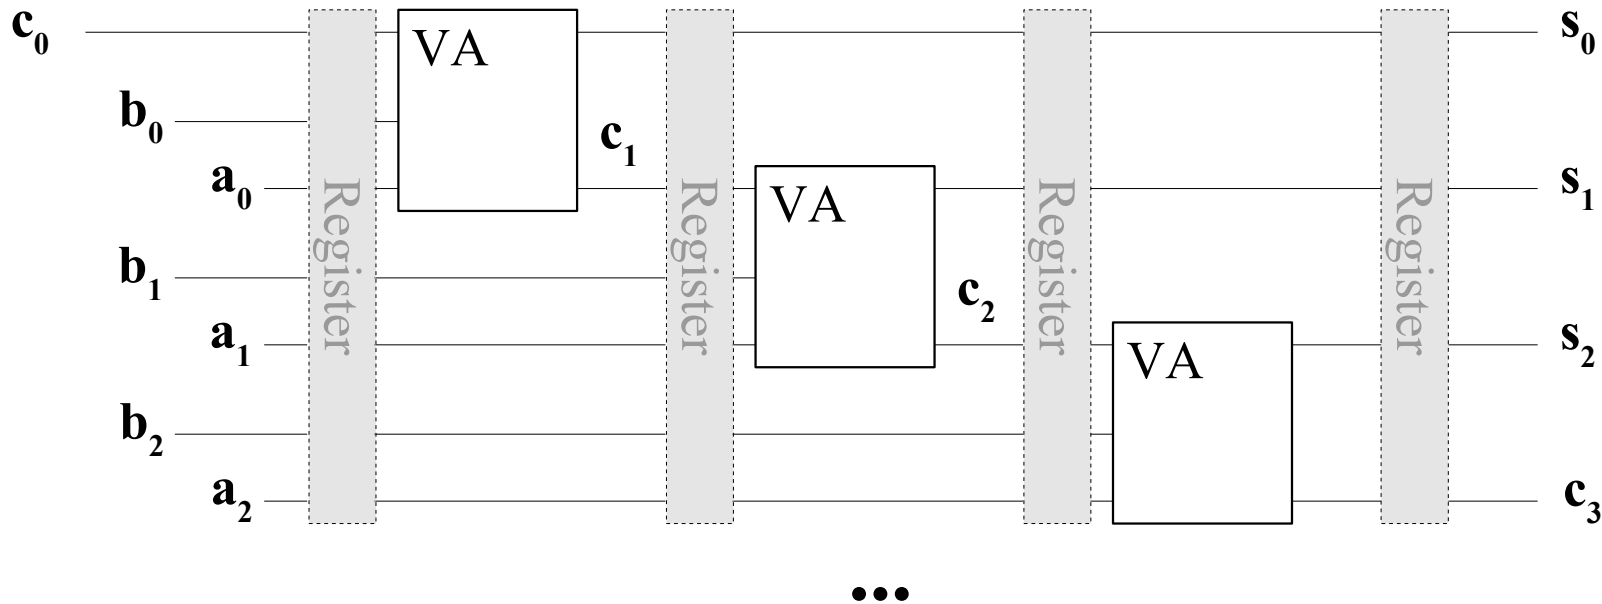 c0 VA s0
b0
c1
a0 Register VA Register Register Register s1
b1
c2
a1 VA s2
b2
a2 c3
•••